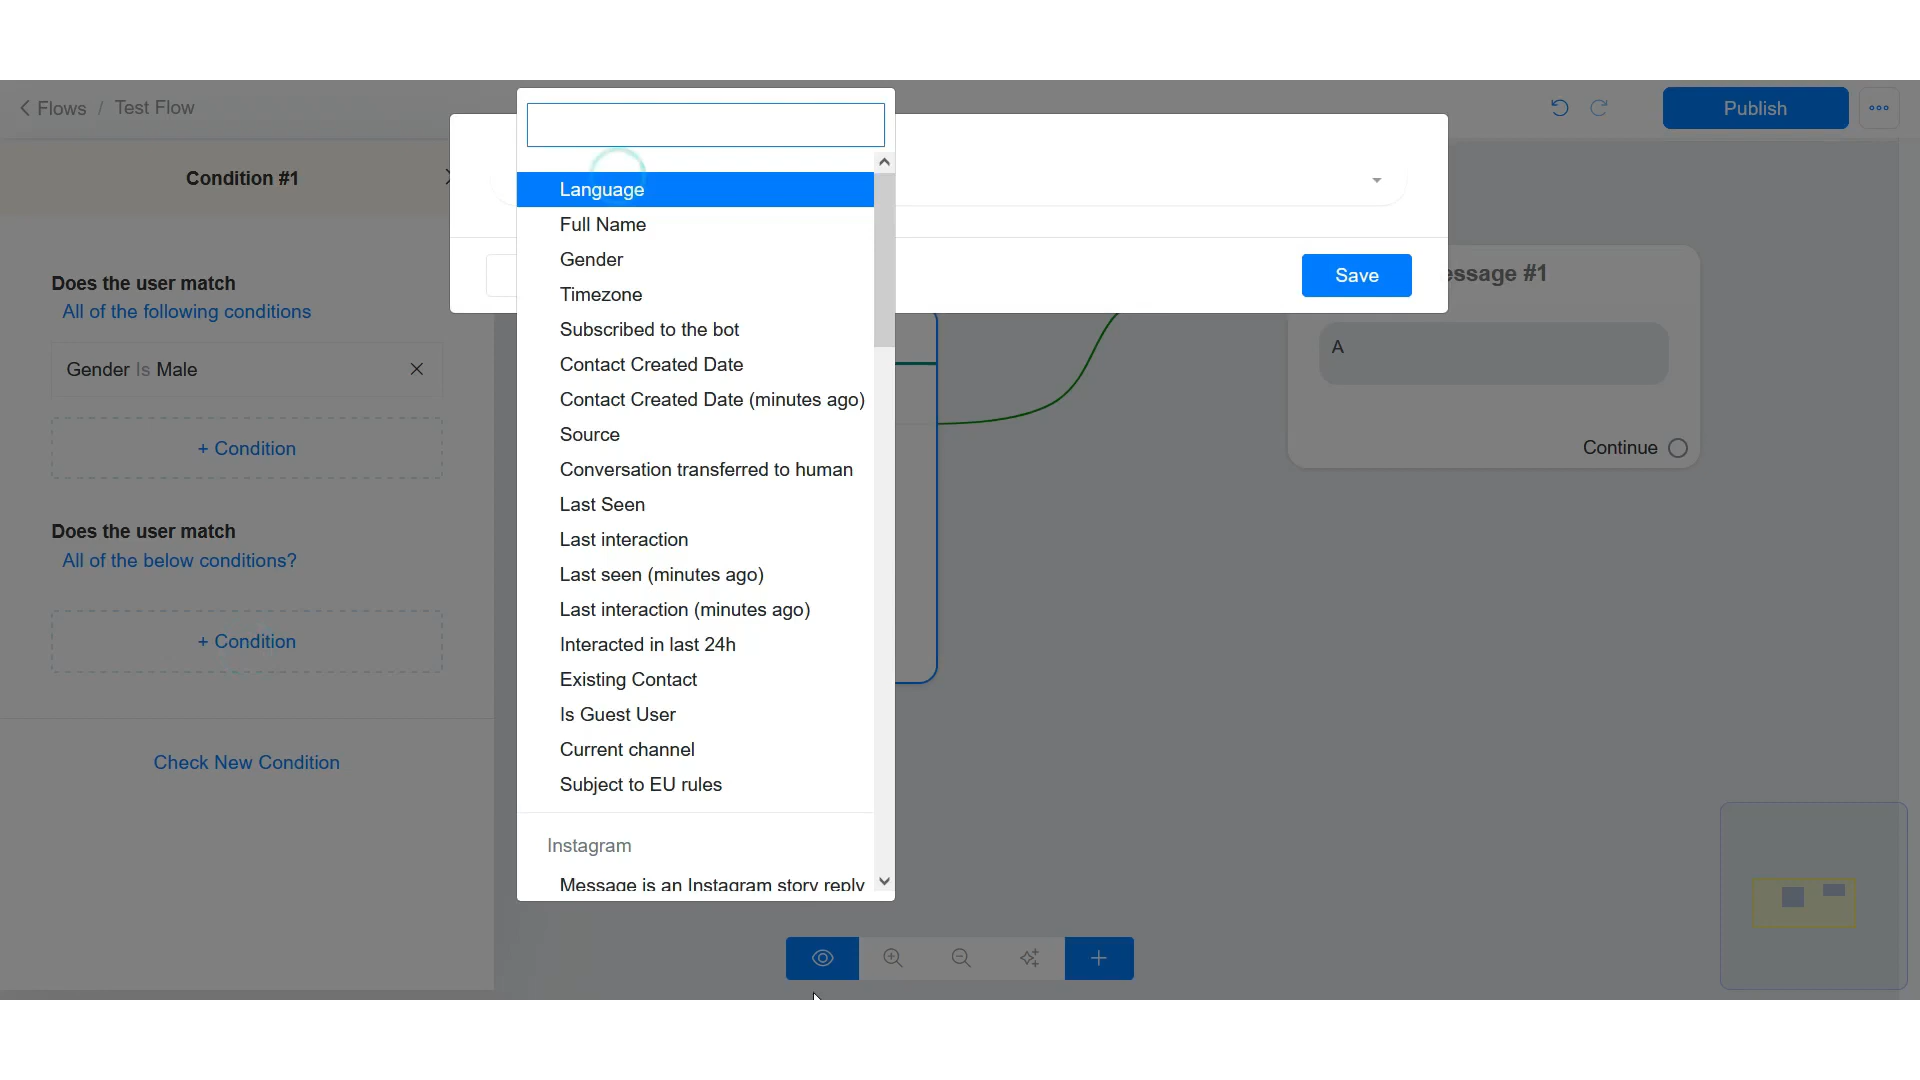 Flows / Test Flow
Publish
Condition #1
Does the user match
All of the following conditions
Gender Is Male
+ Condition
Does the user match
All of the below conditions?
+ Condition
Check New Condition
Language
Full Name
Gender
Timezone
Subscribed to the bot
Contact Created Date
Contact Created Date (minutes ago)
Source
Conversation transferred to human
Last Seen
Last interaction
Last seen (minutes ago)
Last interaction (minutes ago)
Interacted in last 24h
Existing Contact
Is Guest User
Current channel
Subject to EU rules
Instagram
Message is an Instagram story reply
Save
essage #1
A
Continue